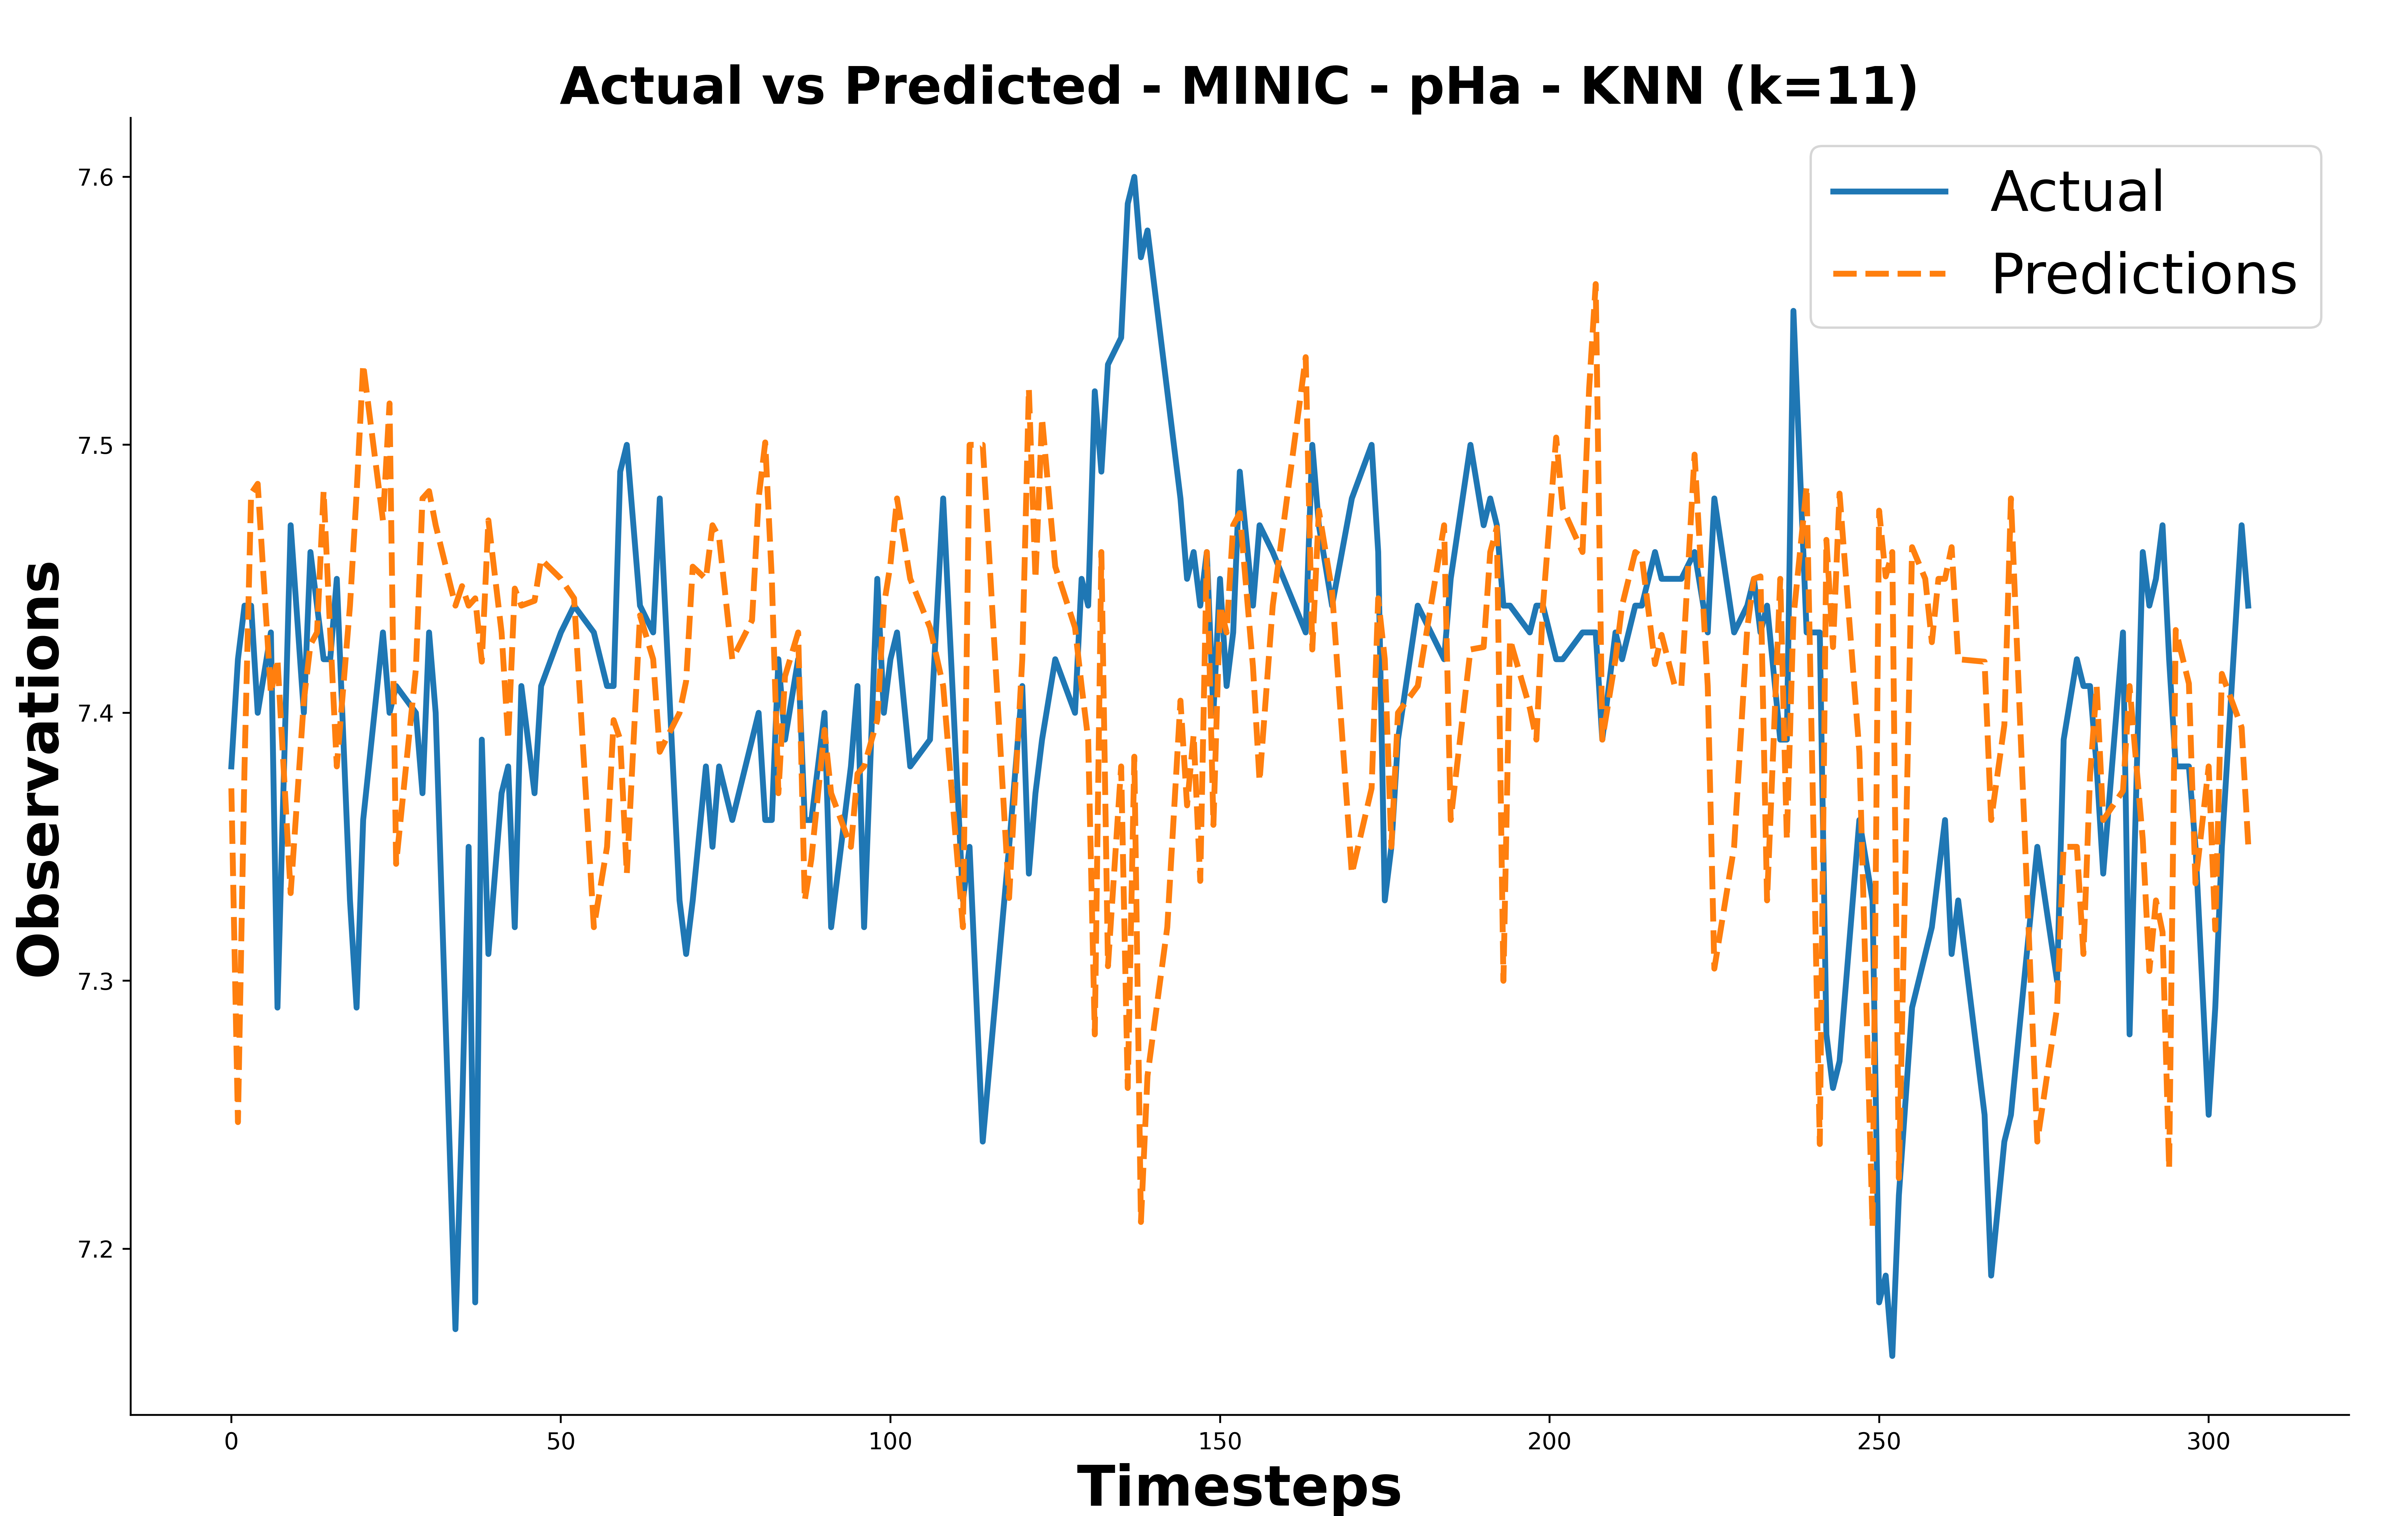 Actual vs Predicted - MINIC - pHa - KNN (k=11)
Actual
Predictions
Observations
7.6
7.5
7.4
7.3
7.2
0 50 100 150 200 250 300
Timesteps